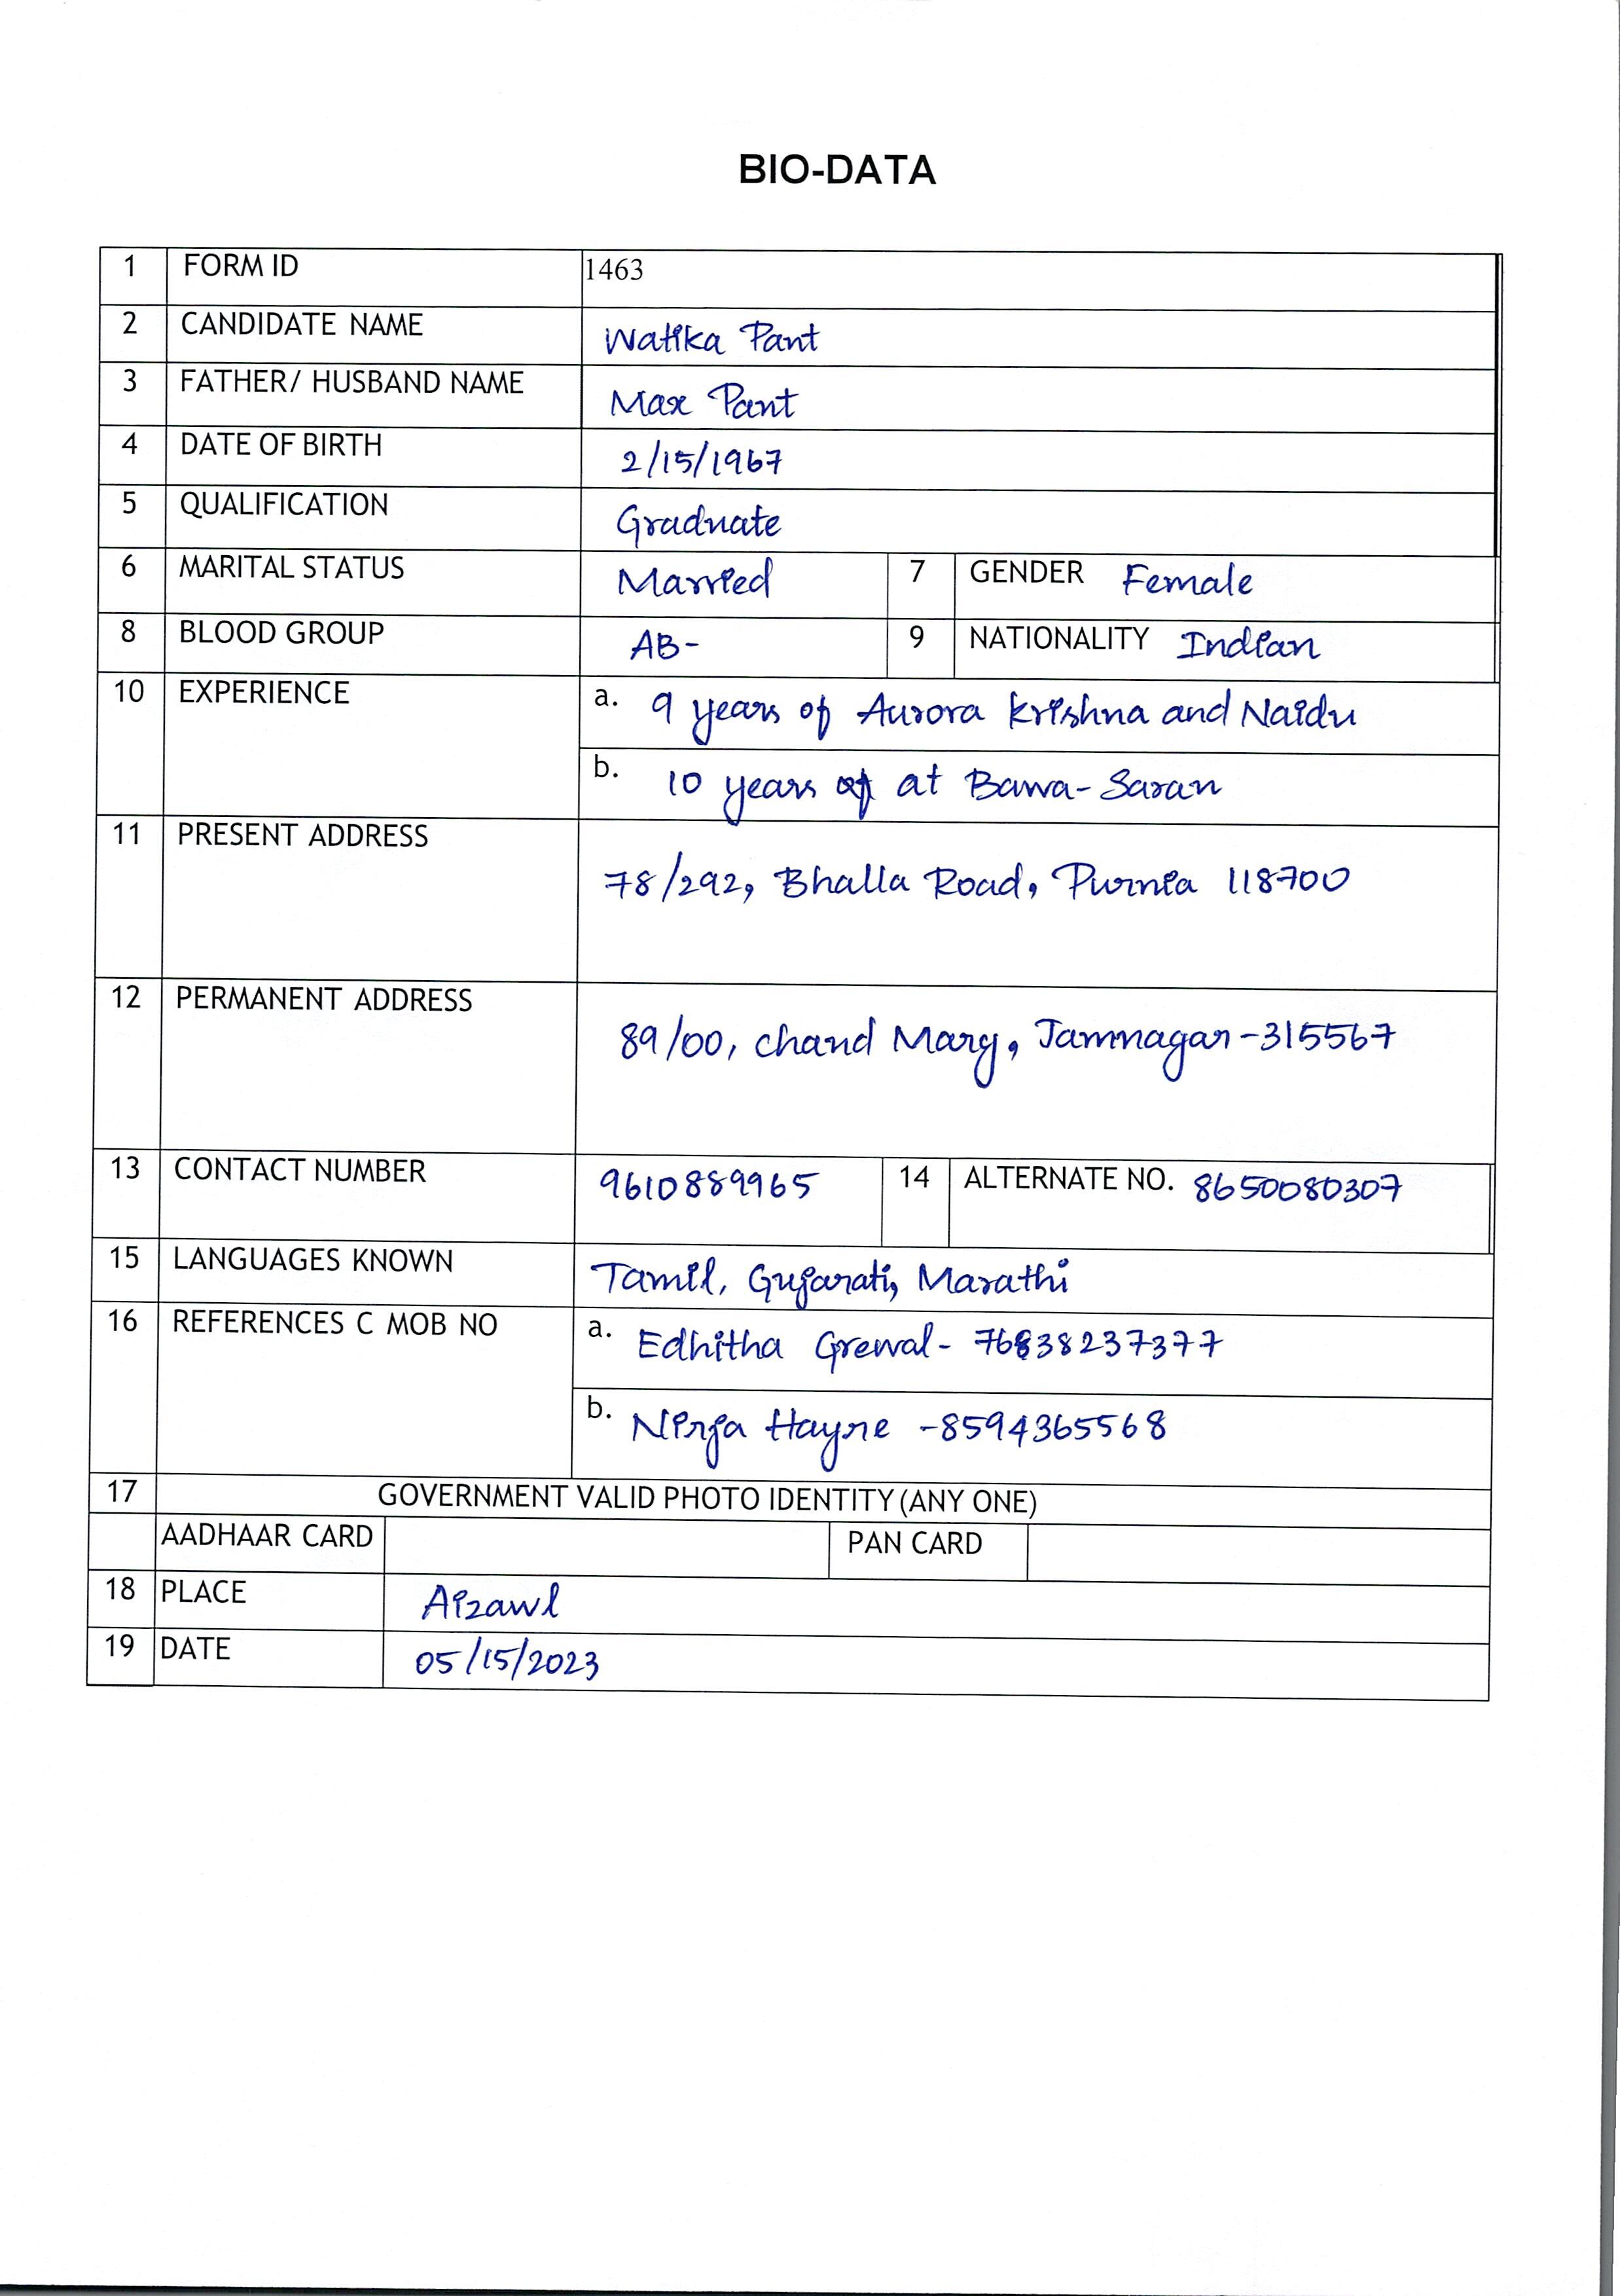 BIO-DATA
1 FORM ID 1463
2 CANDIDATE NAME Watika Pant
3 FATHER/ HUSBAND NAME Max Pant
4 DATE OF BIRTH 2/15/1967
5 QUALIFICATION Graduate
6 MARITAL STATUS Married 7 GENDER Female
8 BLOOD GROUP AB- 9 NATIONALITY Indian
10 EXPERIENCE a. 9 years of Aurora Krishna and Naidu
b. 10 years of at Bawa-Saran
11 PRESENT ADDRESS
78/292, Bhalla Road, Purnia 118700
12 PERMANENT ADDRESS
89/00, Chand Marg, Jamnagar-315567
13 CONTACT NUMBER 9610889965 14 ALTERNATE NO. 8650080307
15 LANGUAGES KNOWN Tamil, Gujarati, Marathi
16 REFERENCES C MOB NO a. Edhitha Grewal-
b. Nirja Hayre -8594365568
17 GOVERNMENT VALID PHOTO IDENTITY (ANY ONE)
AADHAAR CARD PAN CARD
18 PLACE Aizawl
19 DATE 05/15/2023